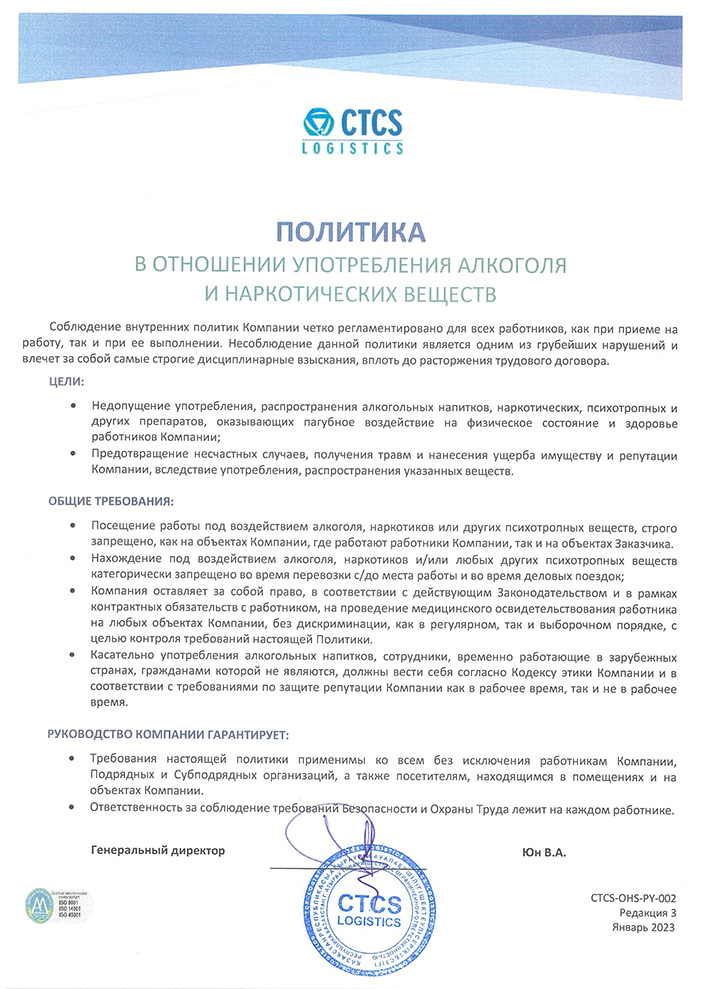 CTCS
LOGISTICS
ПОЛИТИКА
В ОТНОШЕНИИ УПОТРЕБЛЕНИЯ АЛКОГОЛЯ
И НАРКОТИЧЕСКИХ ВЕЩЕСТВ
Соблюдение внутренних политик Компании четко регламентировано для всех работников, как при приеме на
работу, так и при ее выполнении. Несоблюдение данной политики является одним из грубейших нарушений и
влечет за собой самые строгие дисциплинарные взыскания, вплоть до расторжения трудового договора.
ЦЕЛИ:
• Недопущение употребления, распространения алкогольных напитков, наркотических, психотропных и
других препаратов, оказывающих пагубное воздействие на физическое состояние и здоровье
работников Компании;
• Предотвращение несчастных случаев, получения травм и нанесения ущерба имуществу и репутации
Компании, вследствие употребления, распространения указанных веществ.
ОБЩИЕ ТРЕБОВАНИЯ:
• Посещение работы под воздействием алкоголя, наркотиков или других психотропных веществ, строго
запрещено, как на объектах Компании, где работают работники Компании, так и на объектах Заказчика.
• Нахождение под воздействием алкоголя, наркотиков и/или любых других психотропных веществ
категорически запрещено во время перевозки с/до места работы и во время деловых поездок;
• Компания оставляет за собой право, в соответствии с действующим Законодательством и в рамках
контрактных обязательств с работником, на проведение медицинского освидетельствования работника
на любых объектах Компании, без дискриминации, как в регулярном, так и выборочном порядке, с
целью контроля требований настоящей Политики.
• Касательно употребления алкогольных напитков, сотрудники, временно работающие в зарубежных
странах, гражданами которой не являются, должны вести себя согласно Кодексу этики Компании и в
соответствии с требованиями по защите репутации Компании как в рабочее время, так и не в рабочее
время.
РУКОВОДСТВО КОМПАНИИ ГАРАНТИРУЕТ:
• Требования настоящей политики применимы ко всем без исключения работникам Компании,
Подрядных и Субподрядных организаций, а также посетителям, находящимся в помещениях и на
объектах Компании.
• Ответственность за соблюдение требований Безопасности и Охраны Труда лежит на каждом работнике.
Генеральный директор
Юн В.А.
CTCS
LOGISTICS
ISO 9001
ISO 14001
ISO 45001
CTCS-OHS-PY-002
Редакция 3
Январь 2023